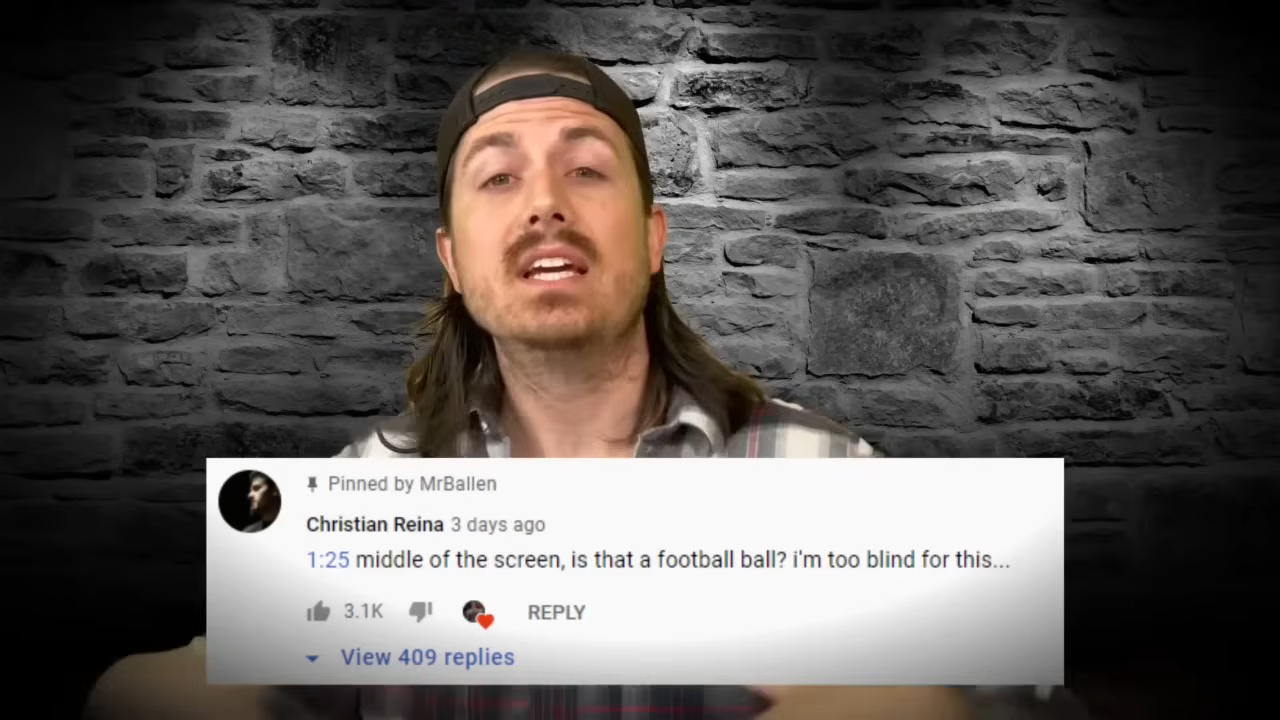 Pinned by MrBallen
Christian Reina 3 days ago
1:25 middle of the screen, is that a football ball? i'm too blind for this...
3.1K REPLY
View 409 replies